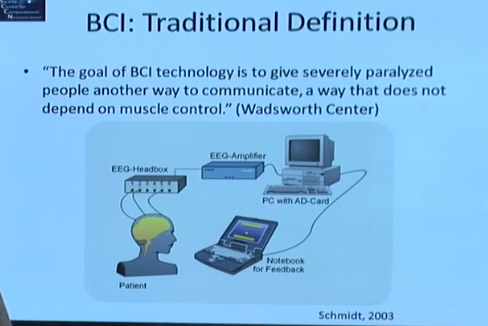 BCI: Traditional Definition
• “The goal of BCI technology is to give severely paralyzed
people another way to communicate, a way that does not
depend on muscle control.” (Wadsworth Center)
EEG-Amplifier
EEG-Headbox
PC with AD-Card
Notebook
for Feedback
Patient
Schmidt, 2003